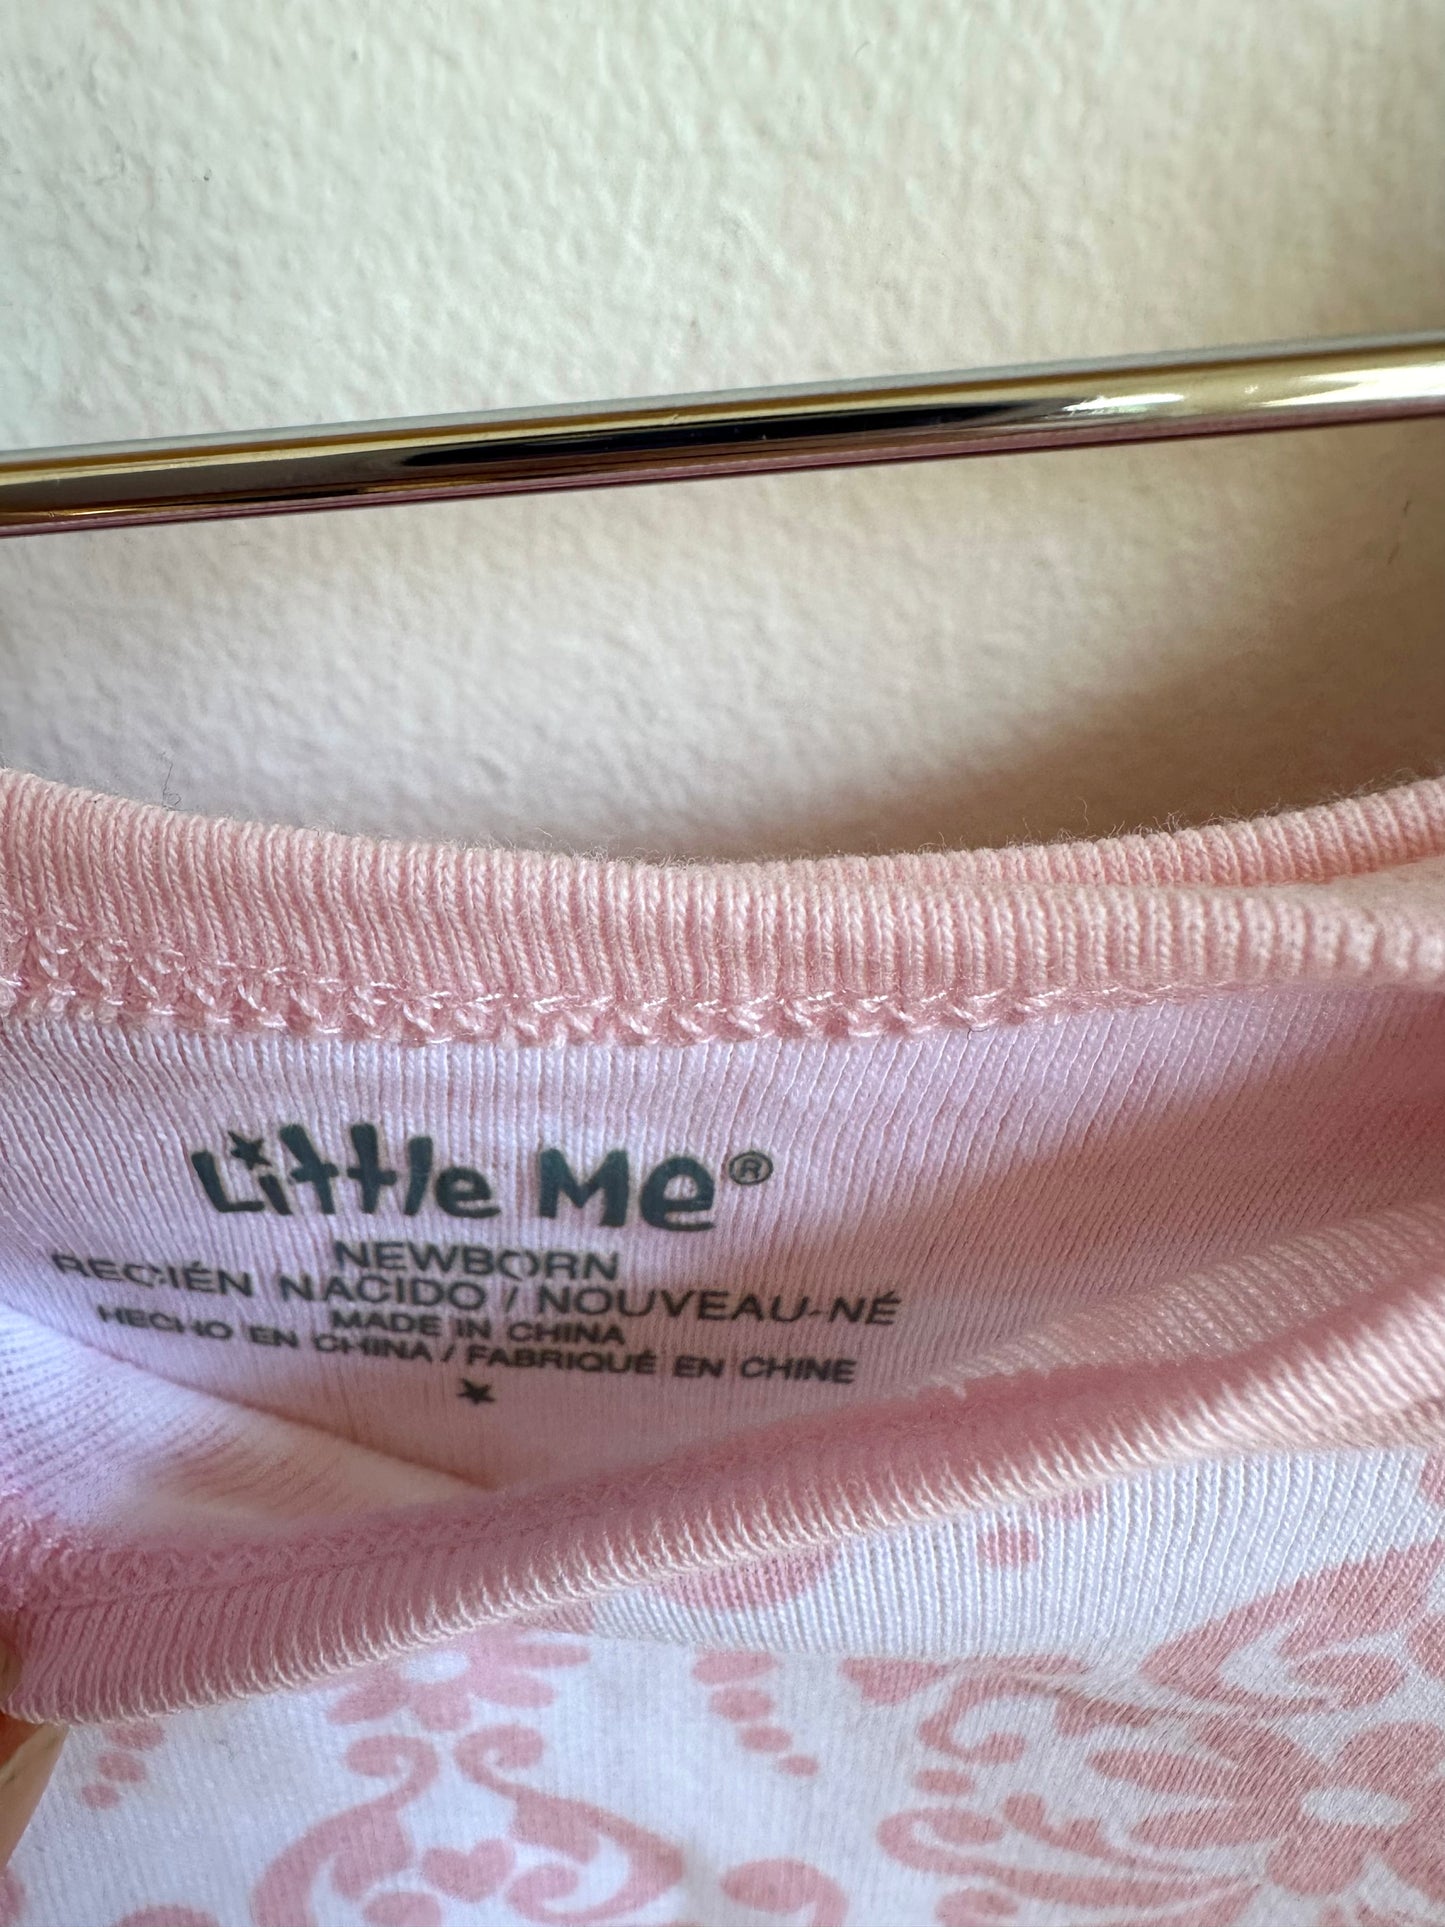 Little Me®
NEWBORN
RECIÉN NACIDO / NOUVEAU-NÉ
MADE IN CHINA
HECHO EN CHINA / FABRIQUÉ EN CHINE